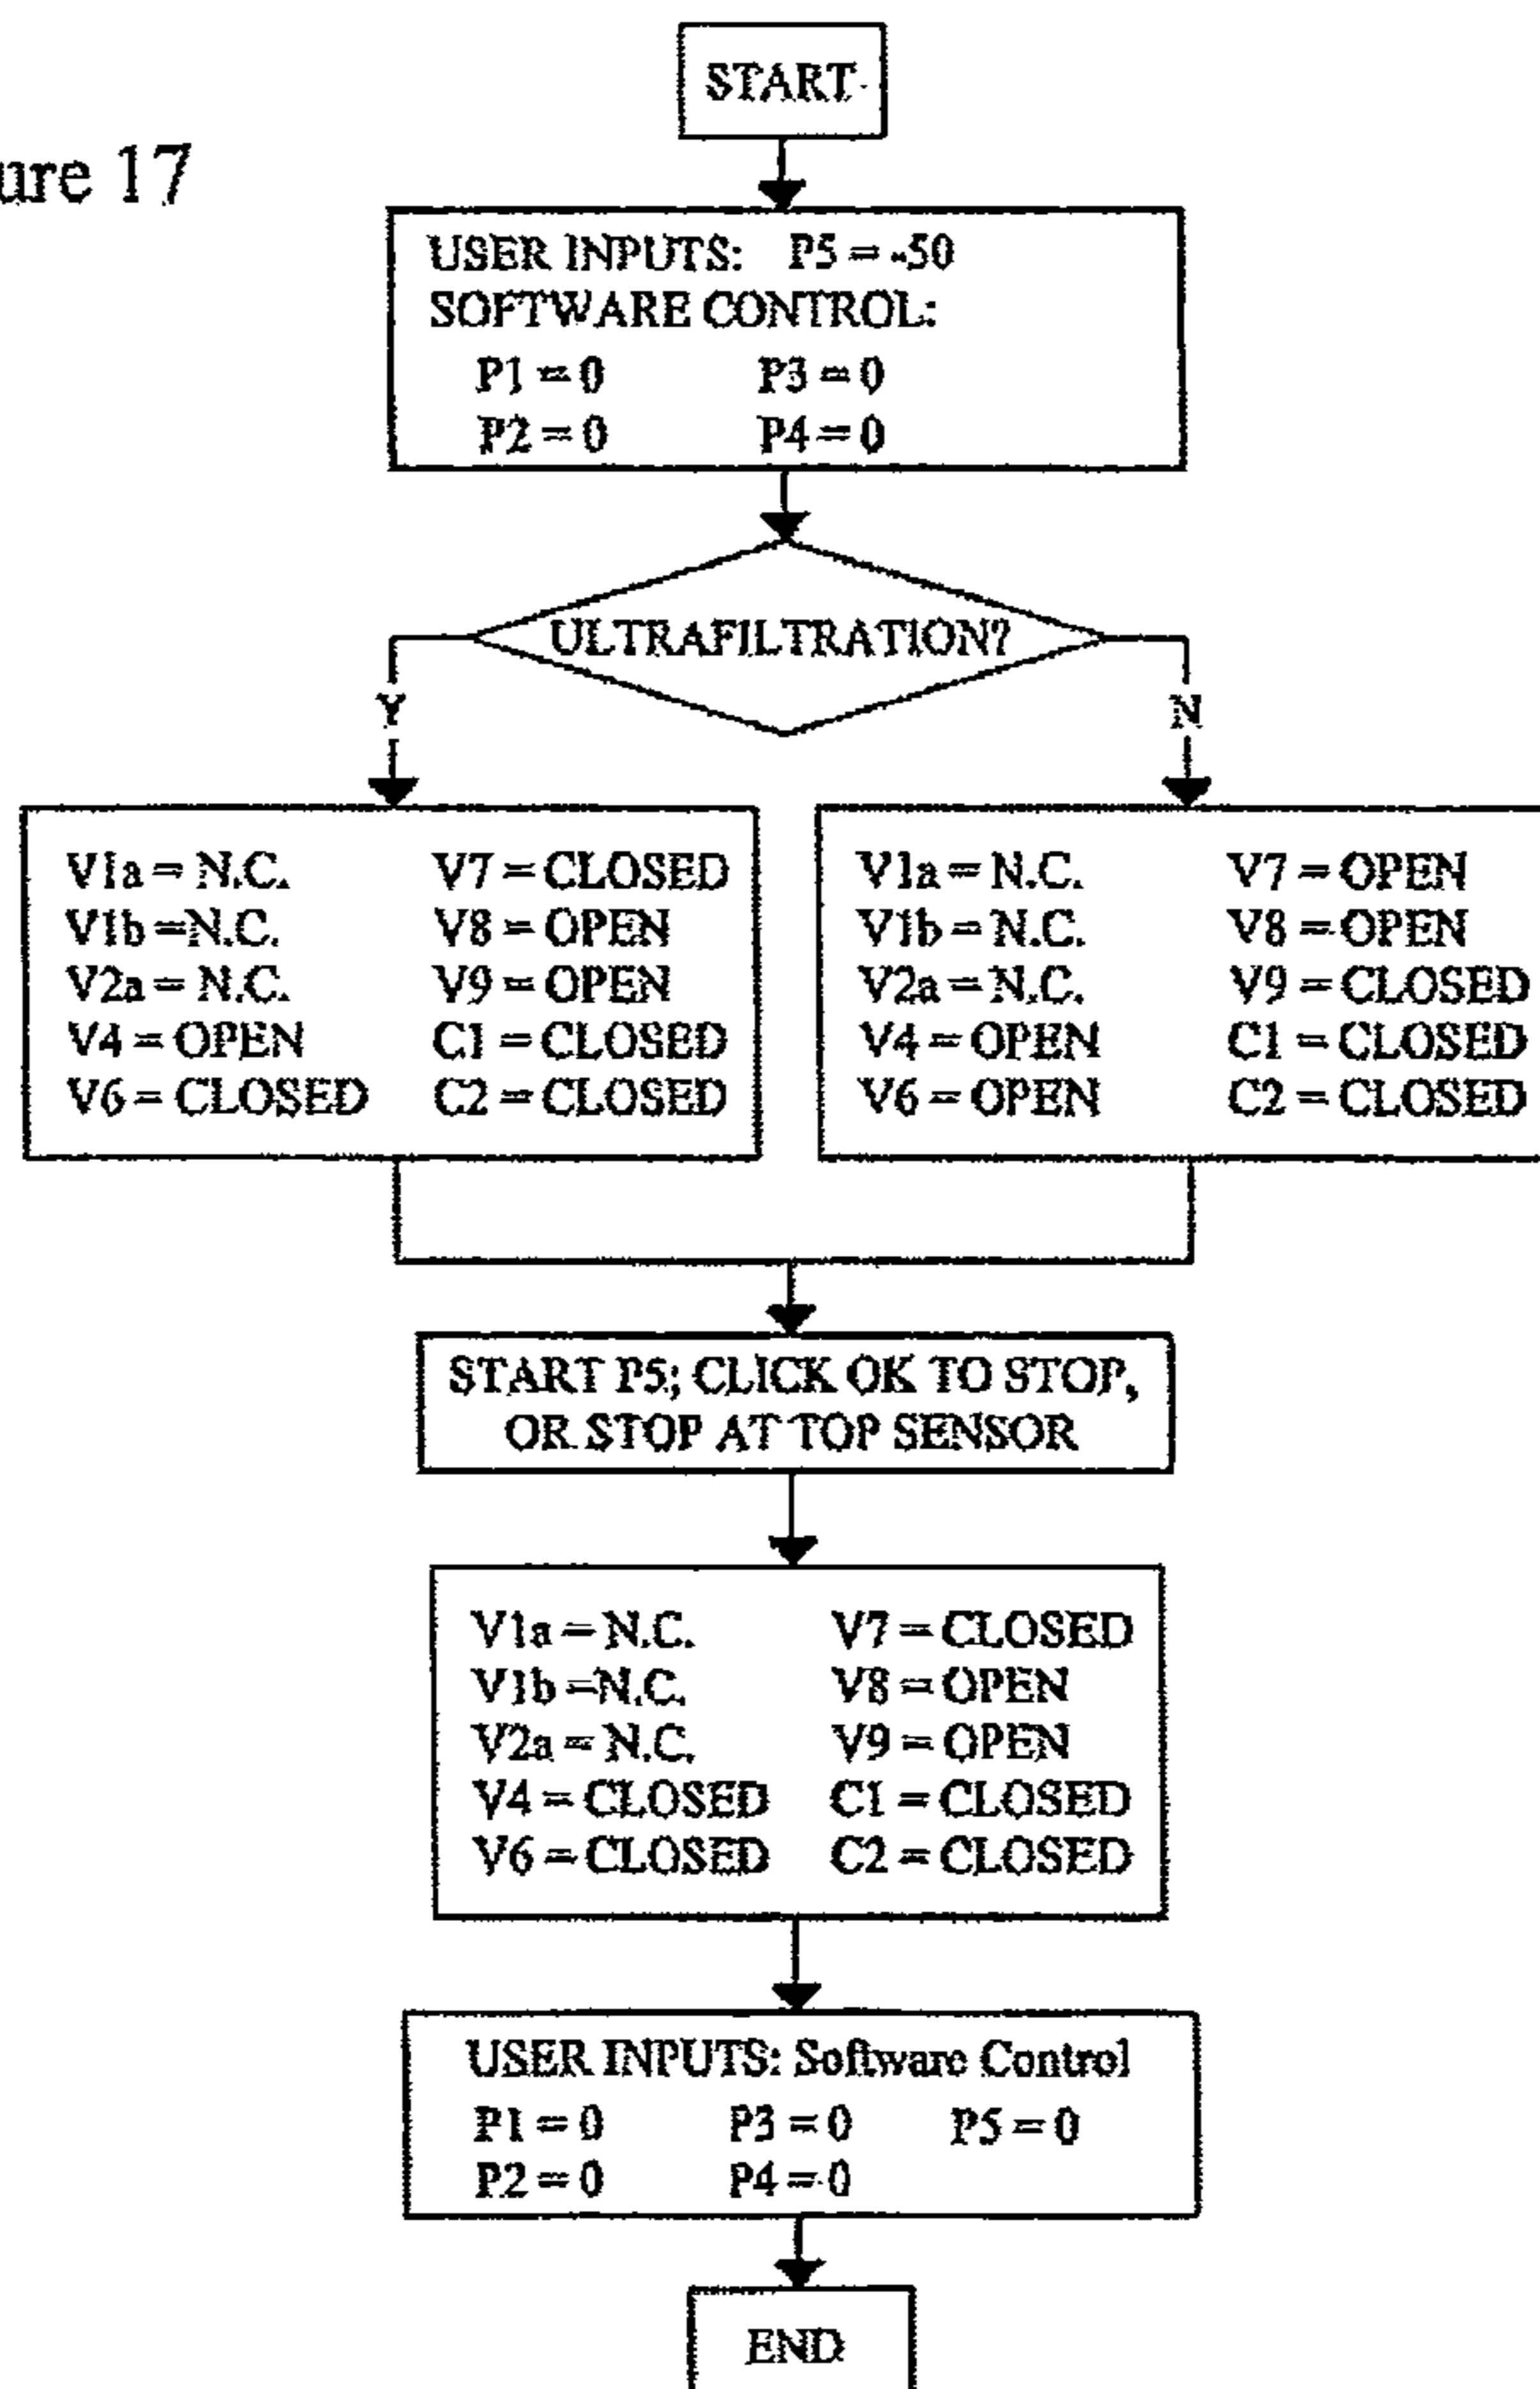 ure 17
START
USER INPUTS: P5 = -50
SOFTWARE CONTROL:
P1 = 0 P3 = 0
P2 = 0 P4 = 0
ULTRAFILTRATION?
Y
N
V1a = N.C. V7 = CLOSED
V1b =N.C. V8 = OPEN
V2a = N.C. V9 = OPEN
V4 = OPEN C1 = CLOSED
V6 = CLOSED C2 = CLOSED
V1a = N.C. V7 = OPEN
V1b = N.C. V8 = OPEN
V2a = N.C. V9 = CLOSED
V4 = OPEN C1 = CLOSED
V6 = OPEN C2 = CLOSED
START P5; CLICK OK TO STOP,
OR STOP AT TOP SENSOR
V1a = N.C. V7 = CLOSED
V1b =N.C. V8 = OPEN
V2a = N.C. V9 = OPEN
V4 = CLOSED C1 = CLOSED
V6 = CLOSED C2 = CLOSED
USER INPUTS: Software Control
P1 = 0 P3 = 0 P5 = 0
P2 = 0 P4 = 0
END